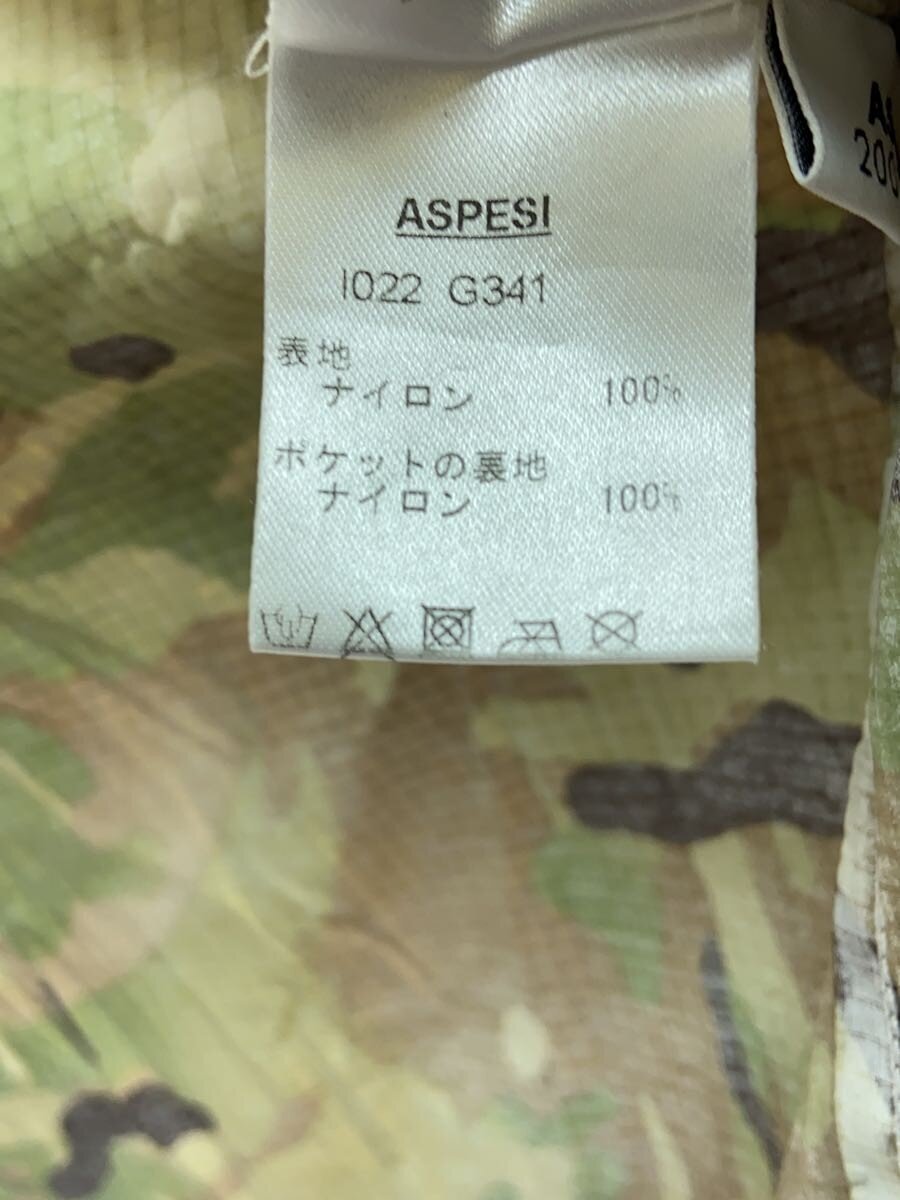 ASPESI
I022 G341
表地
ナイロン 100%
ポケットの裏地
ナイロン 100%